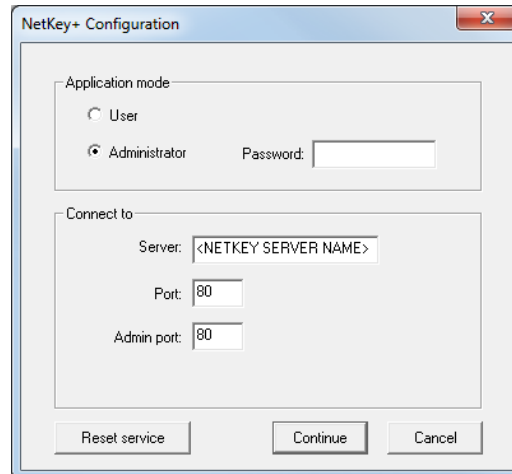 NetKey+ Configuration
Application mode
User
Administrator Password:
Connect to
Server: <NETKEY SERVER NAME>
Port: 80
Admin port: 80
Reset service Continue Cancel